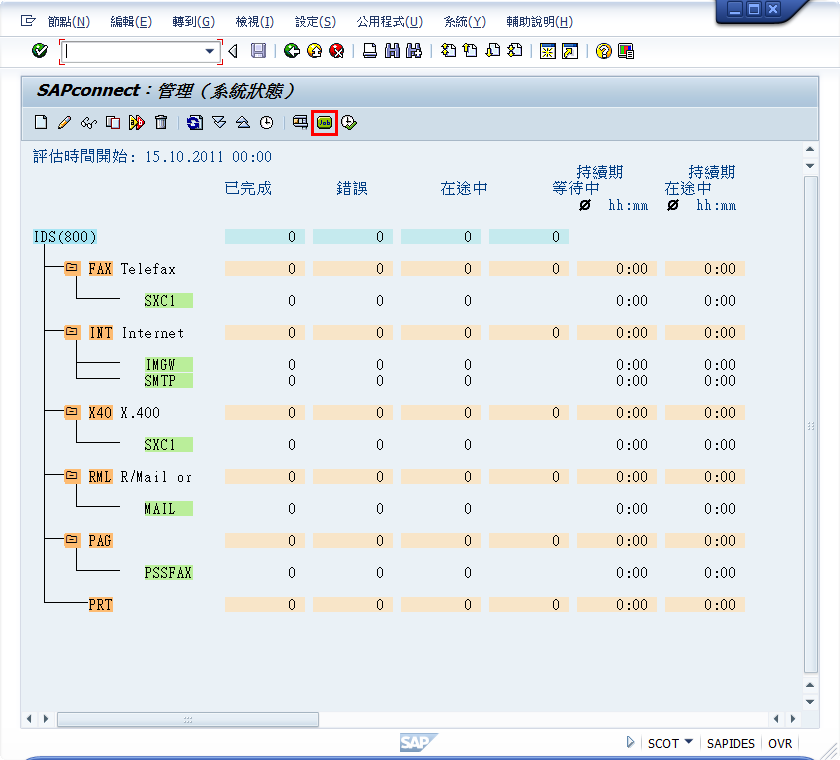 節點(N) 編輯(E) 轉到(G) 檢視(I) 設定(S) 公用程式(U) 系統(Y) 輔助說明(H)
SAPconnect：管理（系統狀態）
Job
評估時間開始: 15.10.2011 00:00
持續期 持續期
已完成 錯誤 在途中 等待中 在途中
Ø hh:mm Ø hh:mm
IDS(800) 0 0 0 0
FAX Telefax 0 0 0 0 0:00 0:00
SXC1 0 0 0 0:00 0:00
INT Internet 0 0 0 0 0:00 0:00
IMGW 0 0 0 0:00 0:00
SMTP 0 0 0 0:00 0:00
X40 X.400 0 0 0 0 0:00 0:00
SXC1 0 0 0 0:00 0:00
RML R/Mail or 0 0 0 0 0:00 0:00
MAIL 0 0 0 0:00 0:00
PAG 0 0 0 0 0:00 0:00
PSSFAX 0 0 0 0:00 0:00
PRT 0 0 0 0 0:00 0:00
SAP
SCOT SAPIDES OVR